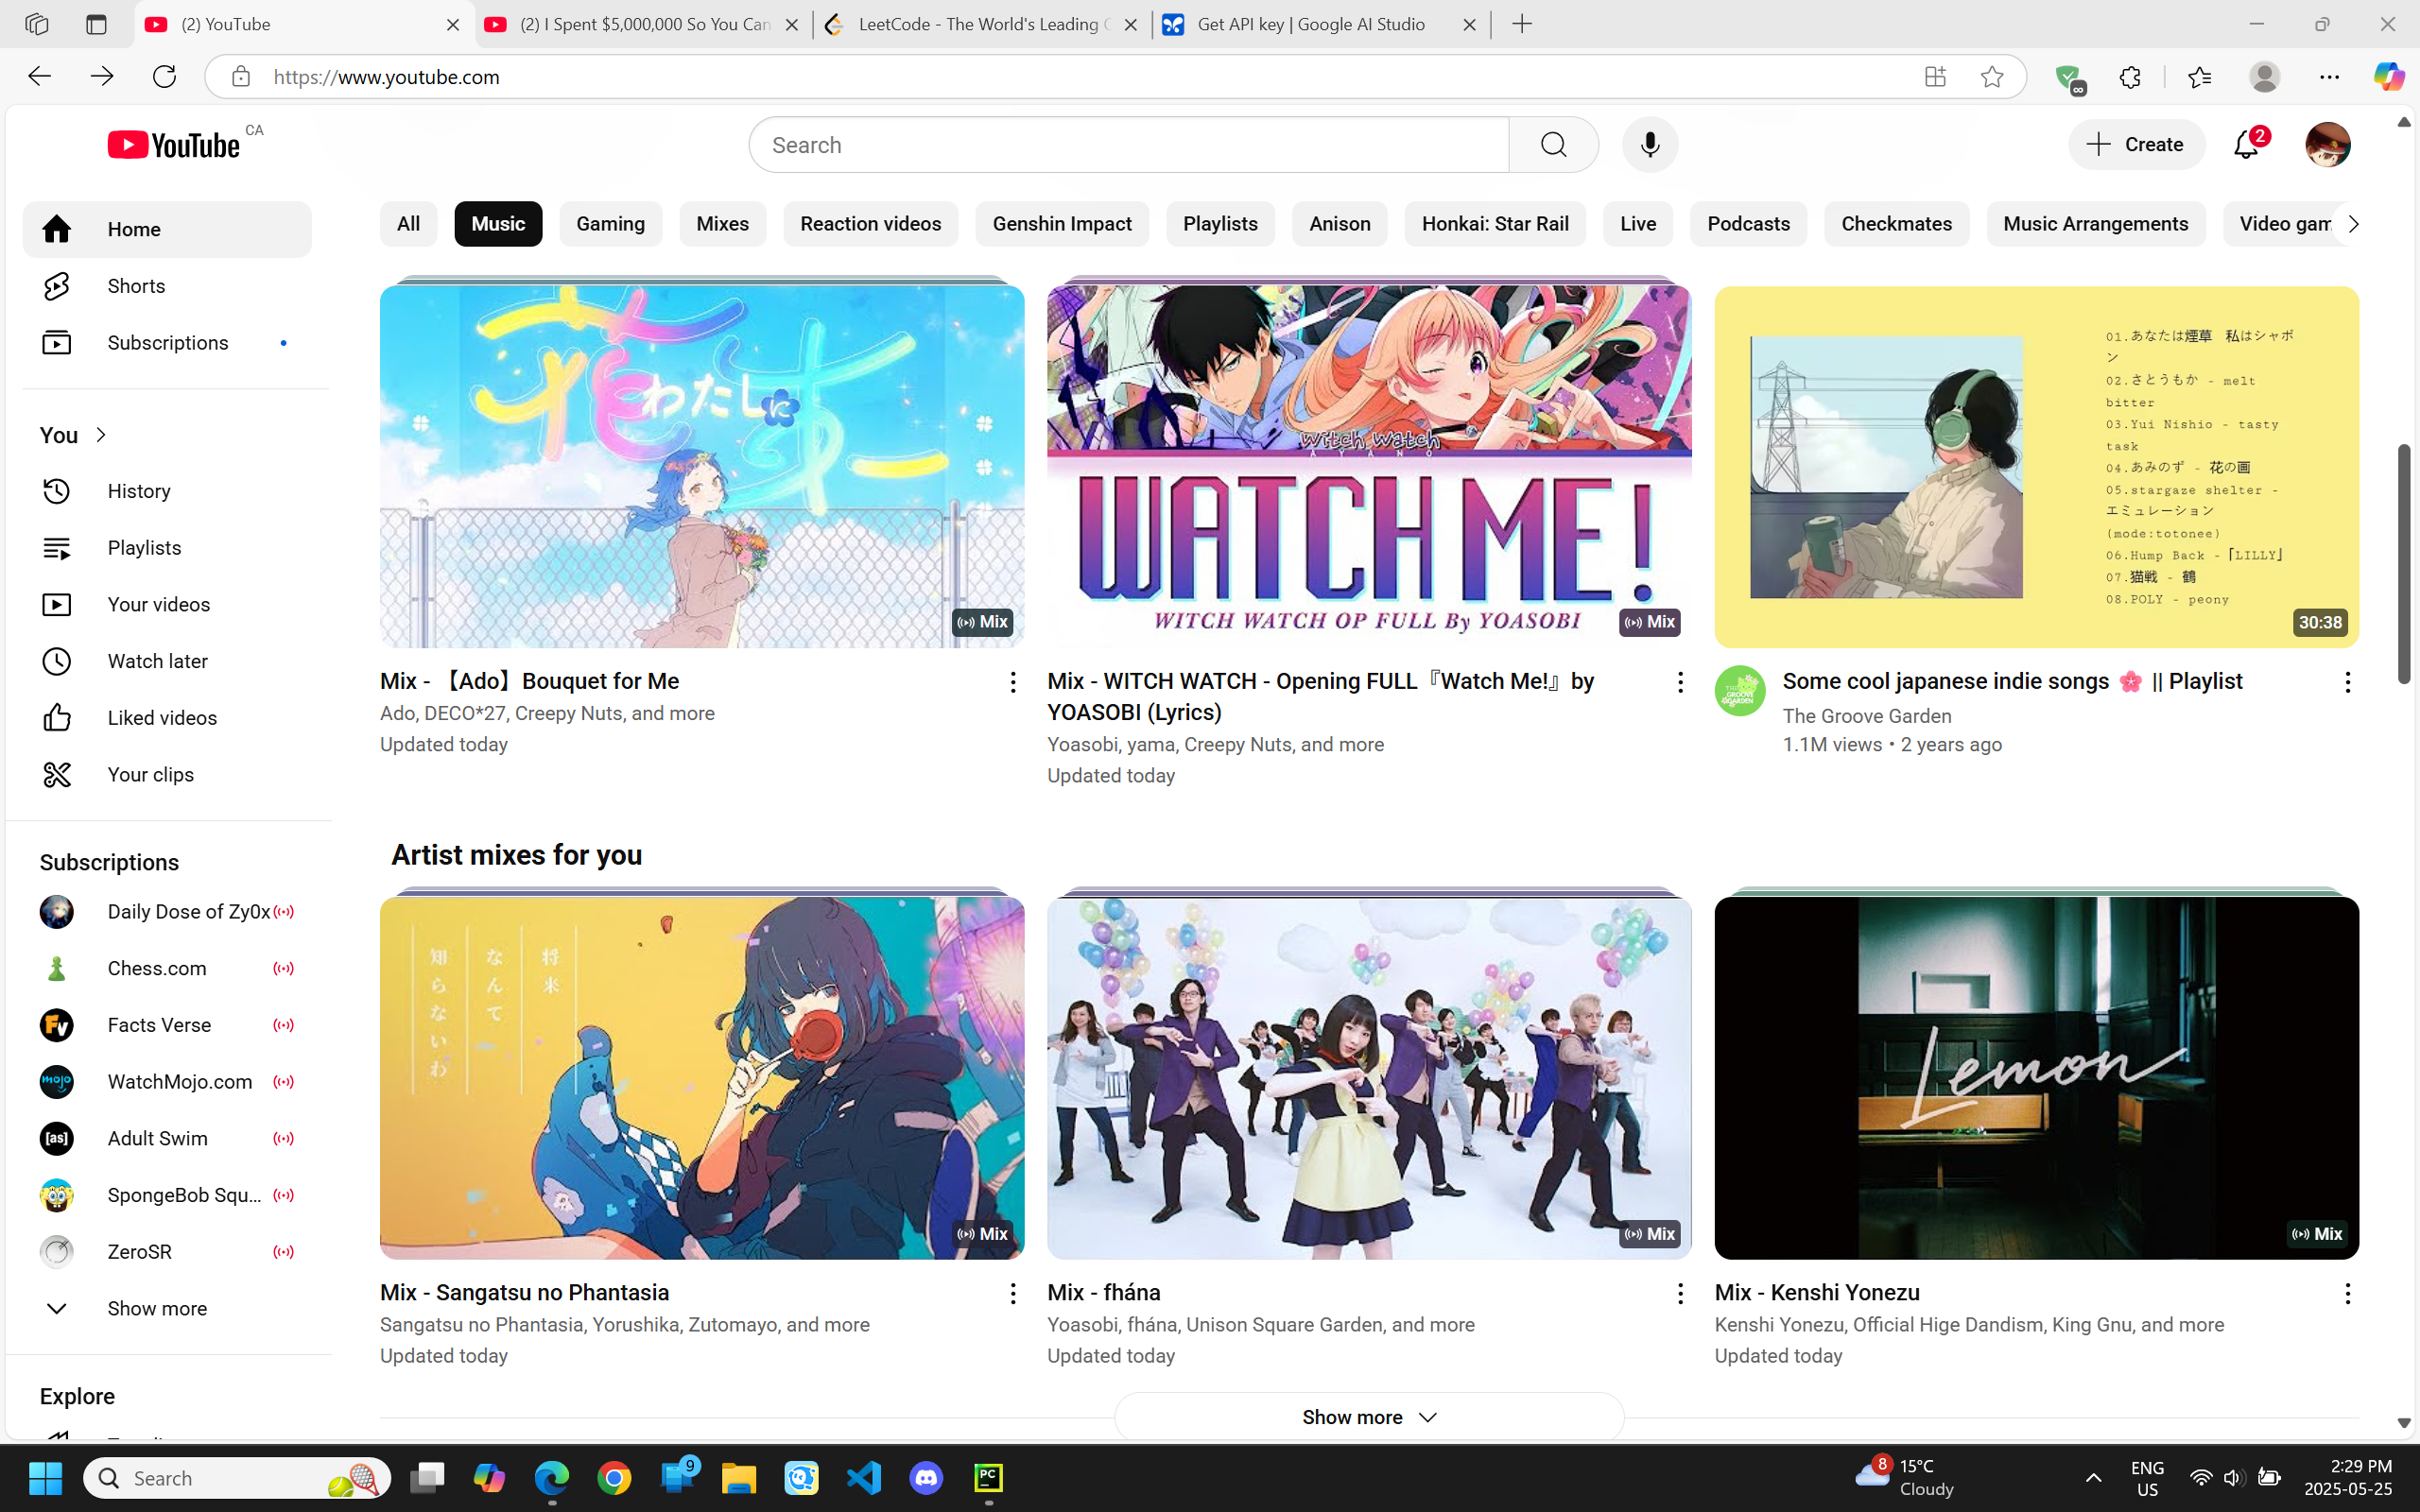 (2) YouTube
(2) I Spent $5,000,000 So You Can
LeetCode - The World's Leading
Get API key | Google AI Studio
https://www.youtube.com
YouTube CA
Search
Create
2
Home
Shorts
Subscriptions
You
History
Playlists
Your videos
Watch later
Liked videos
Your clips
Subscriptions
Daily Dose of Zy0x
Chess.com
Facts Verse
WatchMojo.com
Adult Swim
SpongeBob Squ...
ZeroSR
Show more
Explore
All
Music
Gaming
Mixes
Reaction videos
Genshin Impact
Playlists
Anison
Honkai: Star Rail
Live
Podcasts
Checkmates
Music Arrangements
Video gam
花わたしに束ー
Mix
Mix - 【Ado】Bouquet for Me
Ado, DECO*27, Creepy Nuts, and more
Updated today
Witch Watch
AYANO
WATCH ME!
WITCH WATCH OP FULL By YOASOBI
Mix
Mix - WITCH WATCH - Opening FULL『Watch Me!』by
YOASOBI (Lyrics)
Yoasobi, yama, Creepy Nuts, and more
Updated today
01.あなたは煙草 私はシャボ
ン
02.さとうもか - melt
bitter
03.Yui Nishio - tasty
task
04.あみのず - 花の画
05.stargaze shelter -
エミュレーション
(mode:totonee)
06.Hump Back -「LILLY」
07.猫戦 - 鶴
08.POLY - peony
30:38
THE GROOVE GARDEN
Some cool japanese indie songs 🌸 || Playlist
The Groove Garden
1.1M views • 2 years ago
Artist mixes for you
将来
なんて
知らないわ
Mix
Mix - Sangatsu no Phantasia
Sangatsu no Phantasia, Yorushika, Zutomayo, and more
Updated today
Mix
Mix - fhána
Yoasobi, fhána, Unison Square Garden, and more
Updated today
Lemon
Mix
Mix - Kenshi Yonezu
Kenshi Yonezu, Official Hige Dandism, King Gnu, and more
Updated today
Show more
Search
9
PC
8
15°C
Cloudy
ENG
US
2:29 PM
2025-05-25